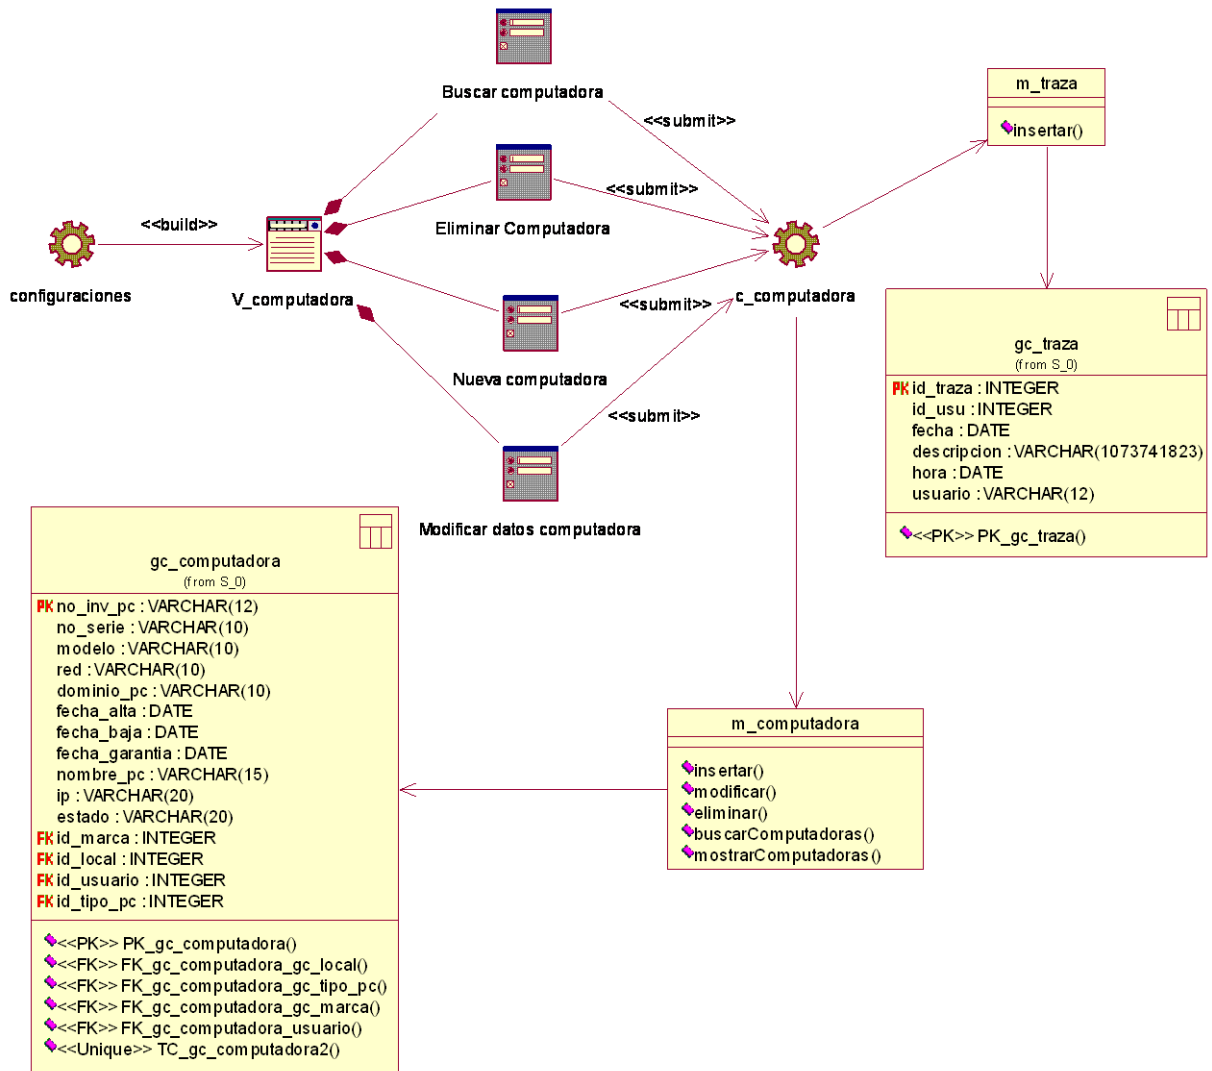 Buscar computadora
<<submit>>
m_traza
insertar()
<<submit>>
Eliminar Computadora
<<build>>
configuraciones
V_computadora
c_computadora
<<submit>>
Nueva computadora
<<submit>>
Modificar datos computadora
gc_traza
(from S_0)
PK id_traza : INTEGER
id_usu : INTEGER
fecha : DATE
descripcion : VARCHAR(1073741823)
hora : DATE
usuario : VARCHAR(12)
<<PK>> PK_gc_traza()
gc_computadora
(from S_0)
PK no_inv_pc : VARCHAR(12)
no_serie : VARCHAR(10)
modelo : VARCHAR(10)
red : VARCHAR(10)
dominio_pc : VARCHAR(10)
fecha_alta : DATE
fecha_baja : DATE
fecha_garantia : DATE
nombre_pc : VARCHAR(15)
ip : VARCHAR(20)
estado : VARCHAR(20)
FK id_marca : INTEGER
FK id_local : INTEGER
FK id_usuario : INTEGER
FK id_tipo_pc : INTEGER
<<PK>> PK_gc_computadora()
<<FK>> FK_gc_computadora_gc_local()
<<FK>> FK_gc_computadora_gc_tipo_pc()
<<FK>> FK_gc_computadora_gc_marca()
<<FK>> FK_gc_computadora_usuario()
<<Unique>> TC_gc_computadora2()
m_computadora
insertar()
modificar()
eliminar()
buscarComputadoras()
mostrarComputadoras()